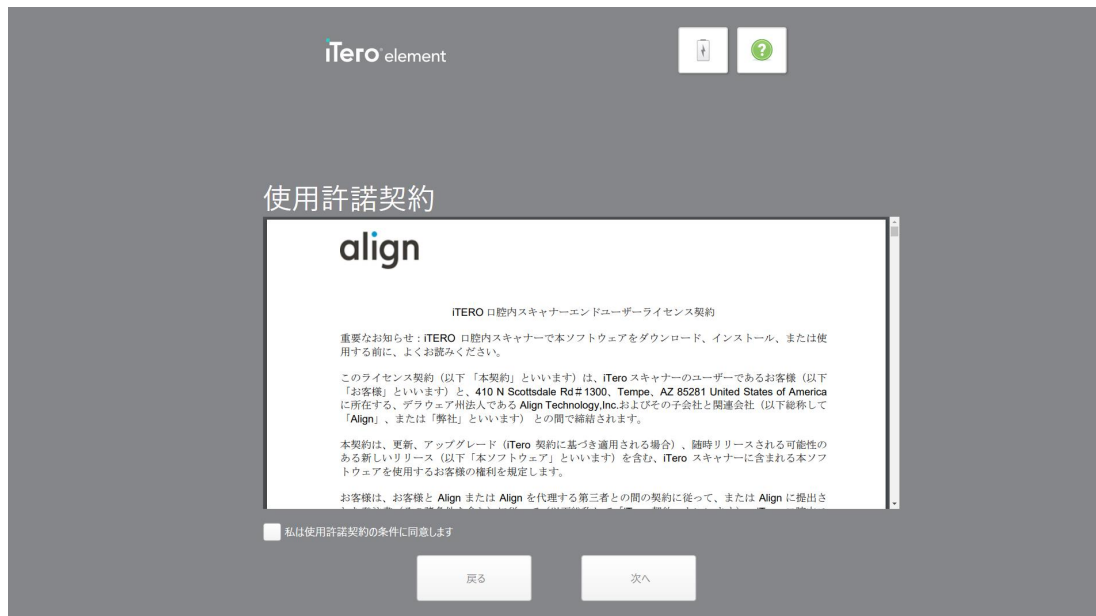 iTero element
使用許諾契約
align
iTERO 口腔内スキャナーエンドユーザーライセンス契約
重要なお知らせ：iTERO 口腔内スキャナーで本ソフトウェアをダウンロード、インストール、または使
用する前に、よくお読みください。
このライセンス契約（以下 「本契約」といいます）は、iTero スキャナーのユーザーであるお客様（以下
「お客様」といいます）と、410 N Scottsdale Rd＃1300、Tempe、AZ 85281 United States of America
に所在する、デラウェア州法人である Align Technology,Inc.およびその子会社と関連会社（以下総称して
「Align」、または「弊社」といいます） との間で締結されます。
本契約は、更新、アップグレード（iTero 契約に基づき適用される場合）、随時リリースされる可能性の
ある新しいリリース（以下「本ソフトウェア」といいます）を含む、iTero スキャナーに含まれる本ソフ
トウェアを使用するお客様の権利を規定します。
お客様は、お客様と Align または Align を代理する第三者との間の契約に従って、または Align に提出さ
私は使用許諾契約の条件に同意します
戻る
次へ